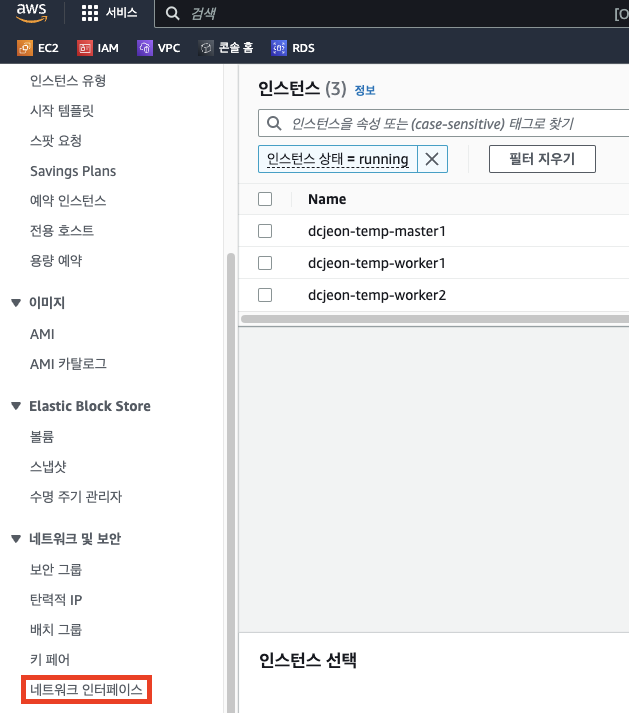 aws 서비스 검색 [O
EC2 IAM VPC 콘솔 홈 RDS
인스턴스 유형
시작 템플릿
스팟 요청
Savings Plans
예약 인스턴스
전용 호스트
용량 예약
이미지
AMI
AMI 카탈로그
Elastic Block Store
볼륨
스냅샷
수명 주기 관리자
네트워크 및 보안
보안 그룹
탄력적 IP
배치 그룹
키 페어
네트워크 인터페이스
인스턴스 (3) 정보
인스턴스을 속성 또는 (case-sensitive) 태그로 찾기
인스턴스 상태 = running 필터 지우기
Name
dcjeon-temp-master1
dcjeon-temp-worker1
dcjeon-temp-worker2
인스턴스 선택